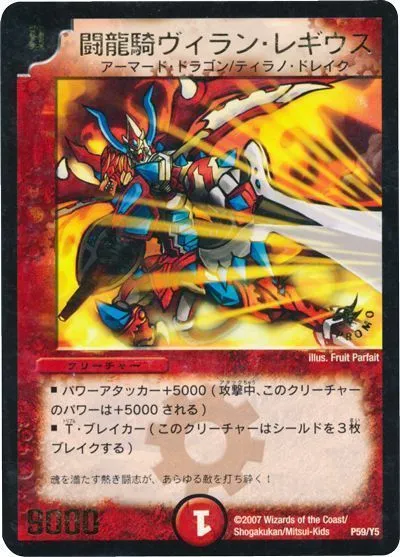 闘龍騎ヴィラン・レギウス
アーマード・ドラゴン/ティラノ・ドレイク
PROMO
illus. Fruit Parfait
クリーチャー
■ パワーアタッカー+5000 (攻撃中、このクリーチャー
のパワーは+5000 される)
■ T・ブレイカー (このクリーチャーはシールドを3枚
ブレイクする)
魂を満たす熱き闘志が、あらゆる敵を打ち砕く!
9000
1
©2007 Wizards of the Coast/
Shogakukan/Mitsui-Kids
P59/Y5